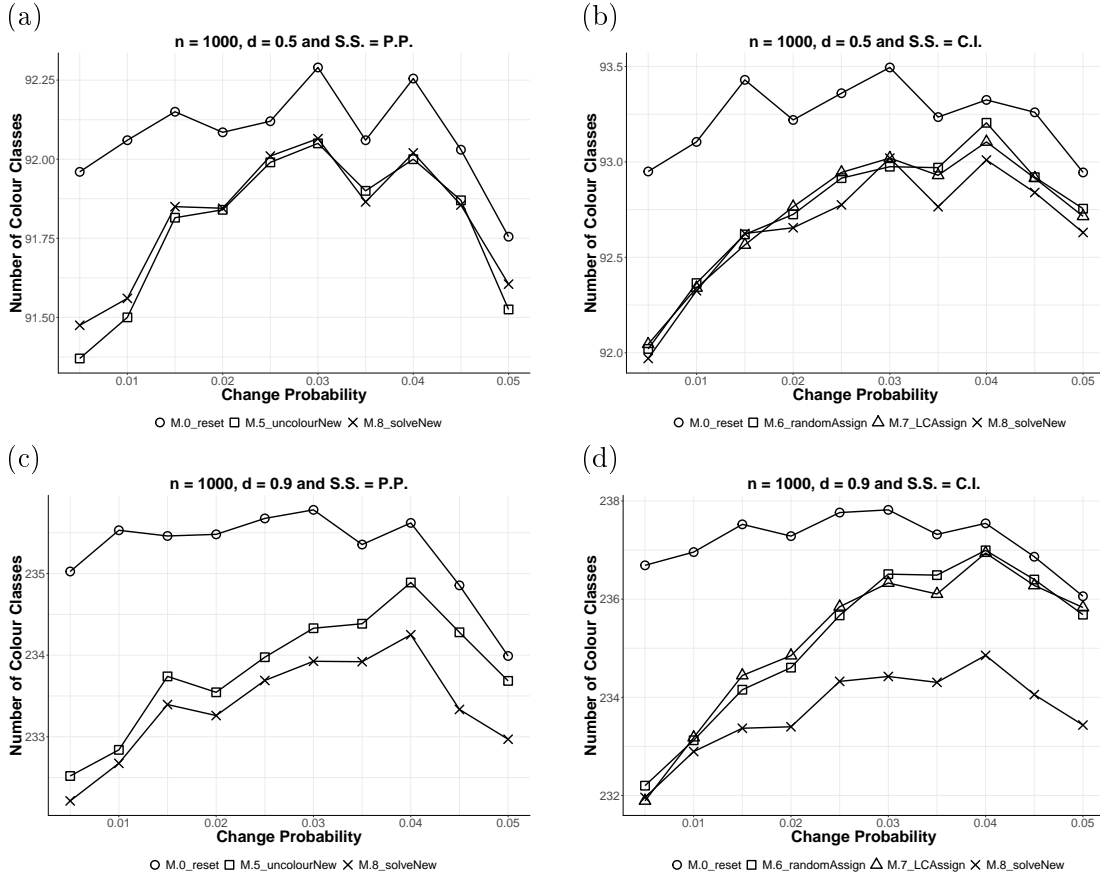 (a)
n = 1000, d = 0.5 and S.S. = P.P.
Number of Colour Classes
92.25
92.00
91.75
91.50
0.01 0.02 0.03 0.04 0.05
Change Probability
M.0_reset M.5_uncolourNew M.8_solveNew
(b)
n = 1000, d = 0.5 and S.S. = C.I.
Number of Colour Classes
93.5
93.0
92.5
92.0
0.01 0.02 0.03 0.04 0.05
Change Probability
M.0_reset M.6_randomAssign M.7_LCAssign M.8_solveNew
(c)
n = 1000, d = 0.9 and S.S. = P.P.
Number of Colour Classes
235
234
233
0.01 0.02 0.03 0.04 0.05
Change Probability
M.0_reset M.5_uncolourNew M.8_solveNew
(d)
n = 1000, d = 0.9 and S.S. = C.I.
Number of Colour Classes
238
236
234
232
0.01 0.02 0.03 0.04 0.05
Change Probability
M.0_reset M.6_randomAssign M.7_LCAssign M.8_solveNew